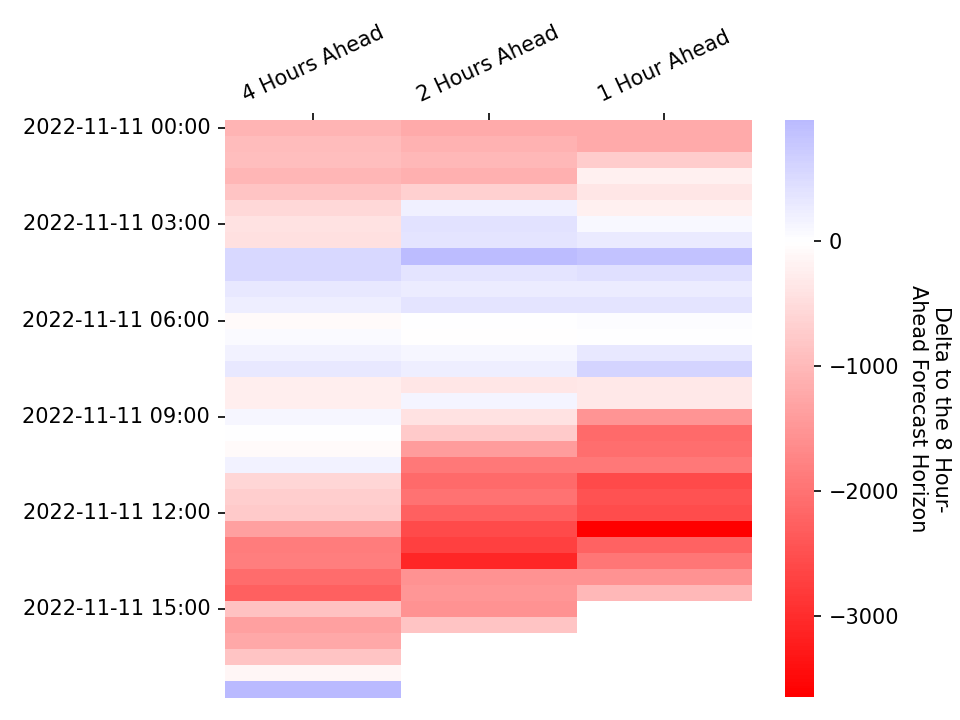 4 Hours Ahead
2 Hours Ahead
1 Hour Ahead
2022-11-11 00:00
2022-11-11 03:00
2022-11-11 06:00
2022-11-11 09:00
2022-11-11 12:00
2022-11-11 15:00
0
−1000
−2000
−3000
Delta to the 8 Hour-
Ahead Forecast Horizon